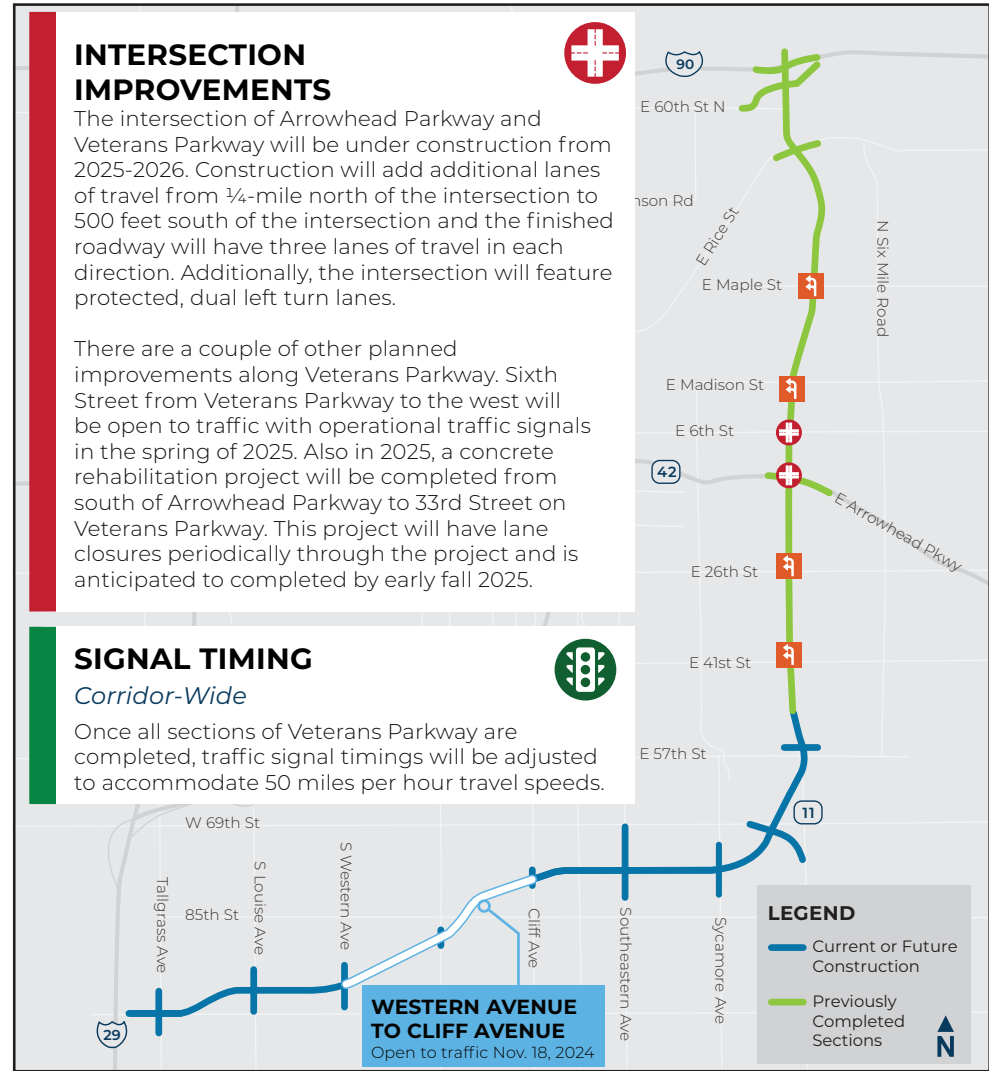 INTERSECTION
IMPROVEMENTS
The intersection of Arrowhead Parkway and
Veterans Parkway will be under construction from
2025-2026. Construction will add additional lanes
of travel from ¼-mile north of the intersection to
500 feet south of the intersection and the finished
roadway will have three lanes of travel in each
direction. Additionally, the intersection will feature
protected, dual left turn lanes.
There are a couple of other planned
improvements along Veterans Parkway. Sixth
Street from Veterans Parkway to the west will
be open to traffic with operational traffic signals
in the spring of 2025. Also in 2025, a concrete
rehabilitation project will be completed from
south of Arrowhead Parkway to 33rd Street on
Veterans Parkway. This project will have lane
closures periodically through the project and is
anticipated to completed by early fall 2025.
SIGNAL TIMING
Corridor-Wide
Once all sections of Veterans Parkway are
completed, traffic signal timings will be adjusted
to accommodate 50 miles per hour travel speeds.
90
E 60th St N
nson Rd
E Rice St
N Six Mile Road
E Maple St
E Madison St
E 6th St
42
E Arrowhead Pkwy
E 26th St
E 41st St
E 57th St
11
W 69th St
S Western Ave
S Louise Ave
Tallgrass Ave
85th St
Cliff Ave
Southeastern Ave
Sycamore Ave
29
WESTERN AVENUE
TO CLIFF AVENUE
Open to traffic Nov. 18, 2024
LEGEND
Current or Future
Construction
Previously
Completed
Sections
N